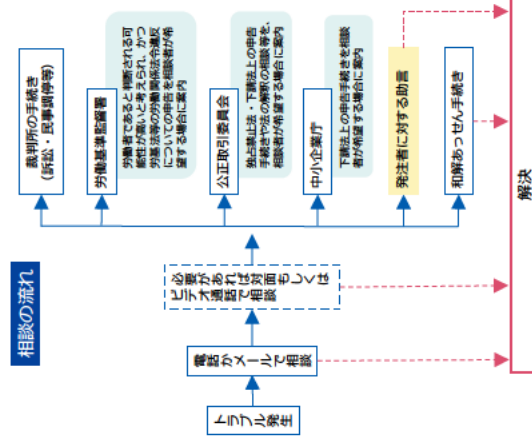 相談の流れ
トラブル発生
電話かメールで相談
必要があれば対面もしくは
ビデオ通話で相談
裁判所の手続き
（訴訟・民事調停等）
労働基準監督署
労働者であると判断される可
能性が高いと考えられ、かつ
労基法等の労働関係法令違反
についての申告を相談者が希
望する場合に案内
公正取引委員会
独占禁止法・下請法上の申告
手続きや法の解釈の相談等を、
相談者が希望する場合に案内
中小企業庁
下請法上の申告手続きを相談
者が希望する場合に案内
発注者に対する助言
和解あっせん手続き
解決